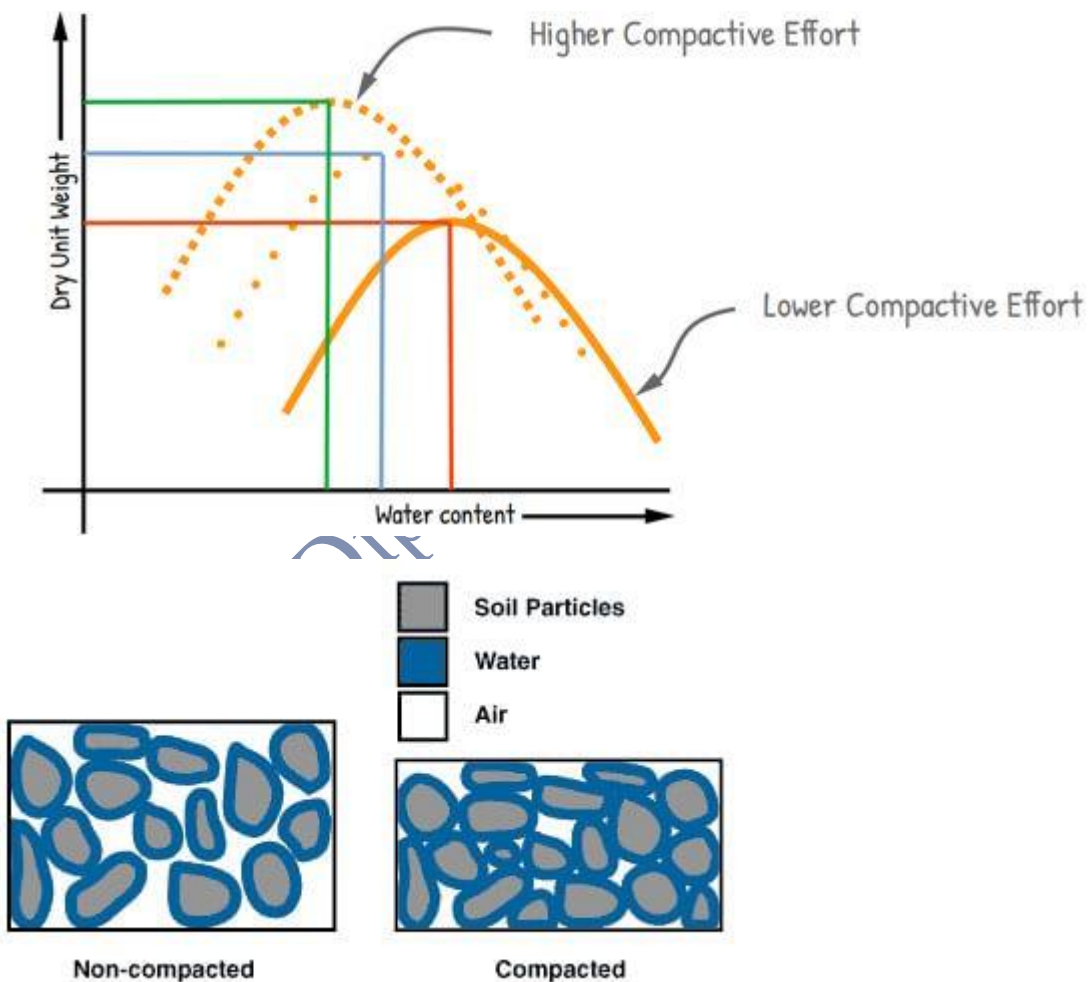 Higher Compactive Effort
Dry Unit Weight
Lower Compactive Effort
Water content
Soil Particles
Water
Air
Non-compacted
Compacted